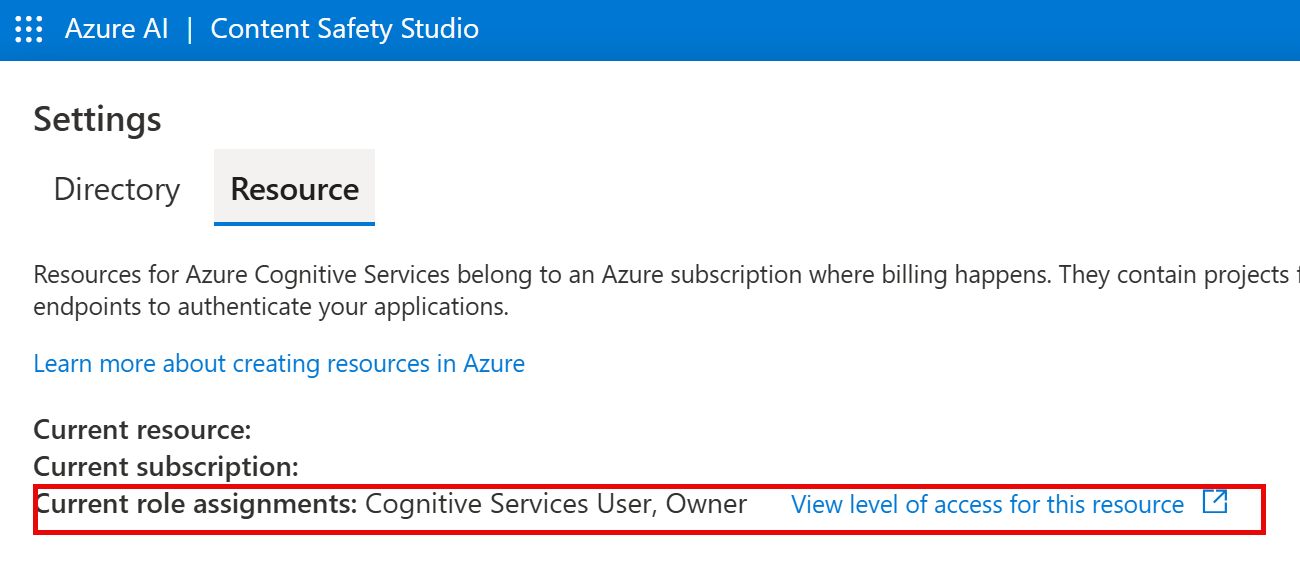 Azure AI | Content Safety Studio
Settings
Directory Resource
Resources for Azure Cognitive Services belong to an Azure subscription where billing happens. They contain projects
endpoints to authenticate your applications.
Learn more about creating resources in Azure
Current resource:
Current subscription:
Current role assignments: Cognitive Services User, Owner View level of access for this resource